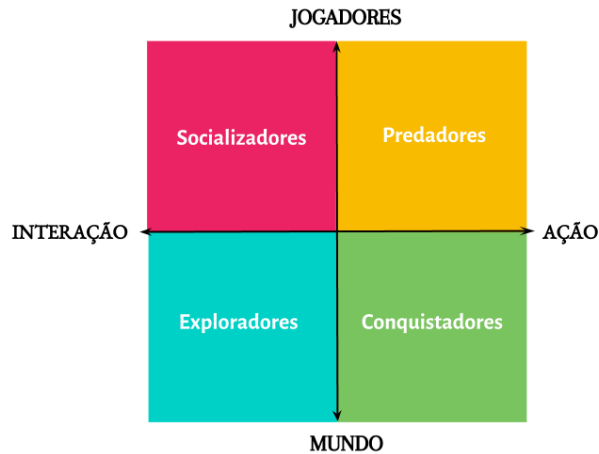 JOGADORES
Socializadores
Predadores
INTERAÇÃO
AÇÃO
Exploradores
Conquistadores
MUNDO